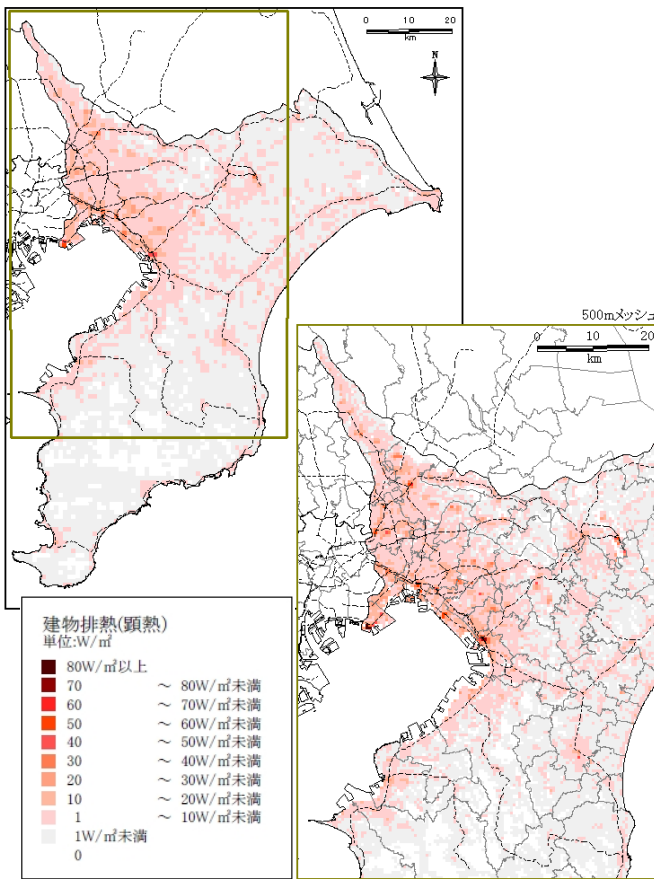 0 10 20
km
N
500mメッシュ
0 10 20
km
建物排熱(顕熱)
単位:W/㎡
80W/㎡以上
70 ～ 80W/㎡未満
60 ～ 70W/㎡未満
50 ～ 60W/㎡未満
40 ～ 50W/㎡未満
30 ～ 40W/㎡未満
20 ～ 30W/㎡未満
10 ～ 20W/㎡未満
1 ～ 10W/㎡未満
1W/㎡未満
0